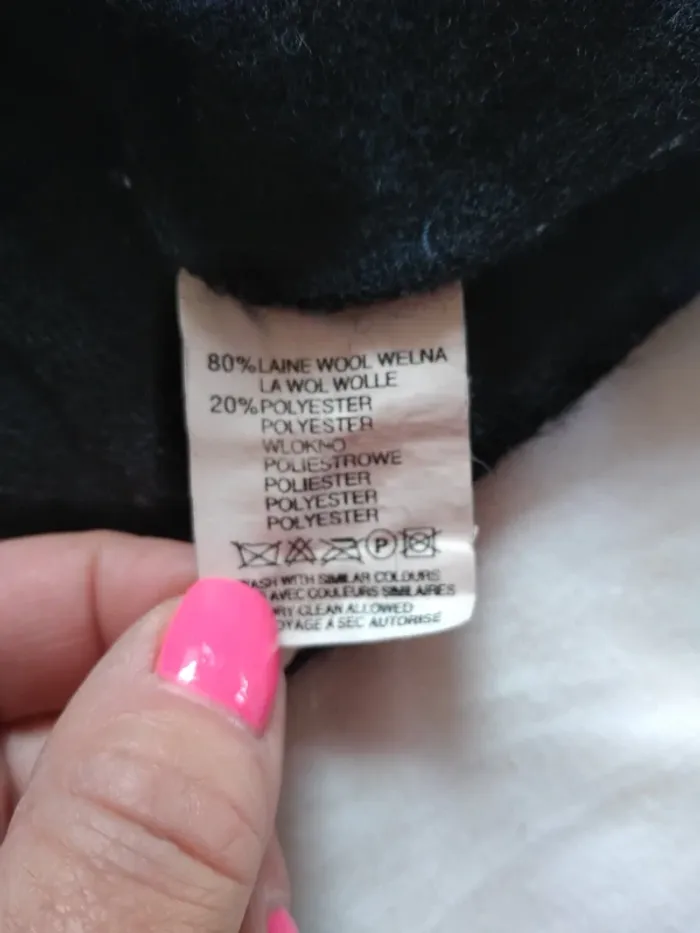 80% LAINE WOOL WELNA
LA WOL WOLLE
20% POLYESTER
POLYESTER
WLOKNO
POLIESTROWE
POLIESTER
POLYESTER
POLYESTER
P
WITH SIMILAR COLOURS
AVEC COULEURS SIMILAIRES
CLEAN ALLOWED
A SEC AUTORISÉ